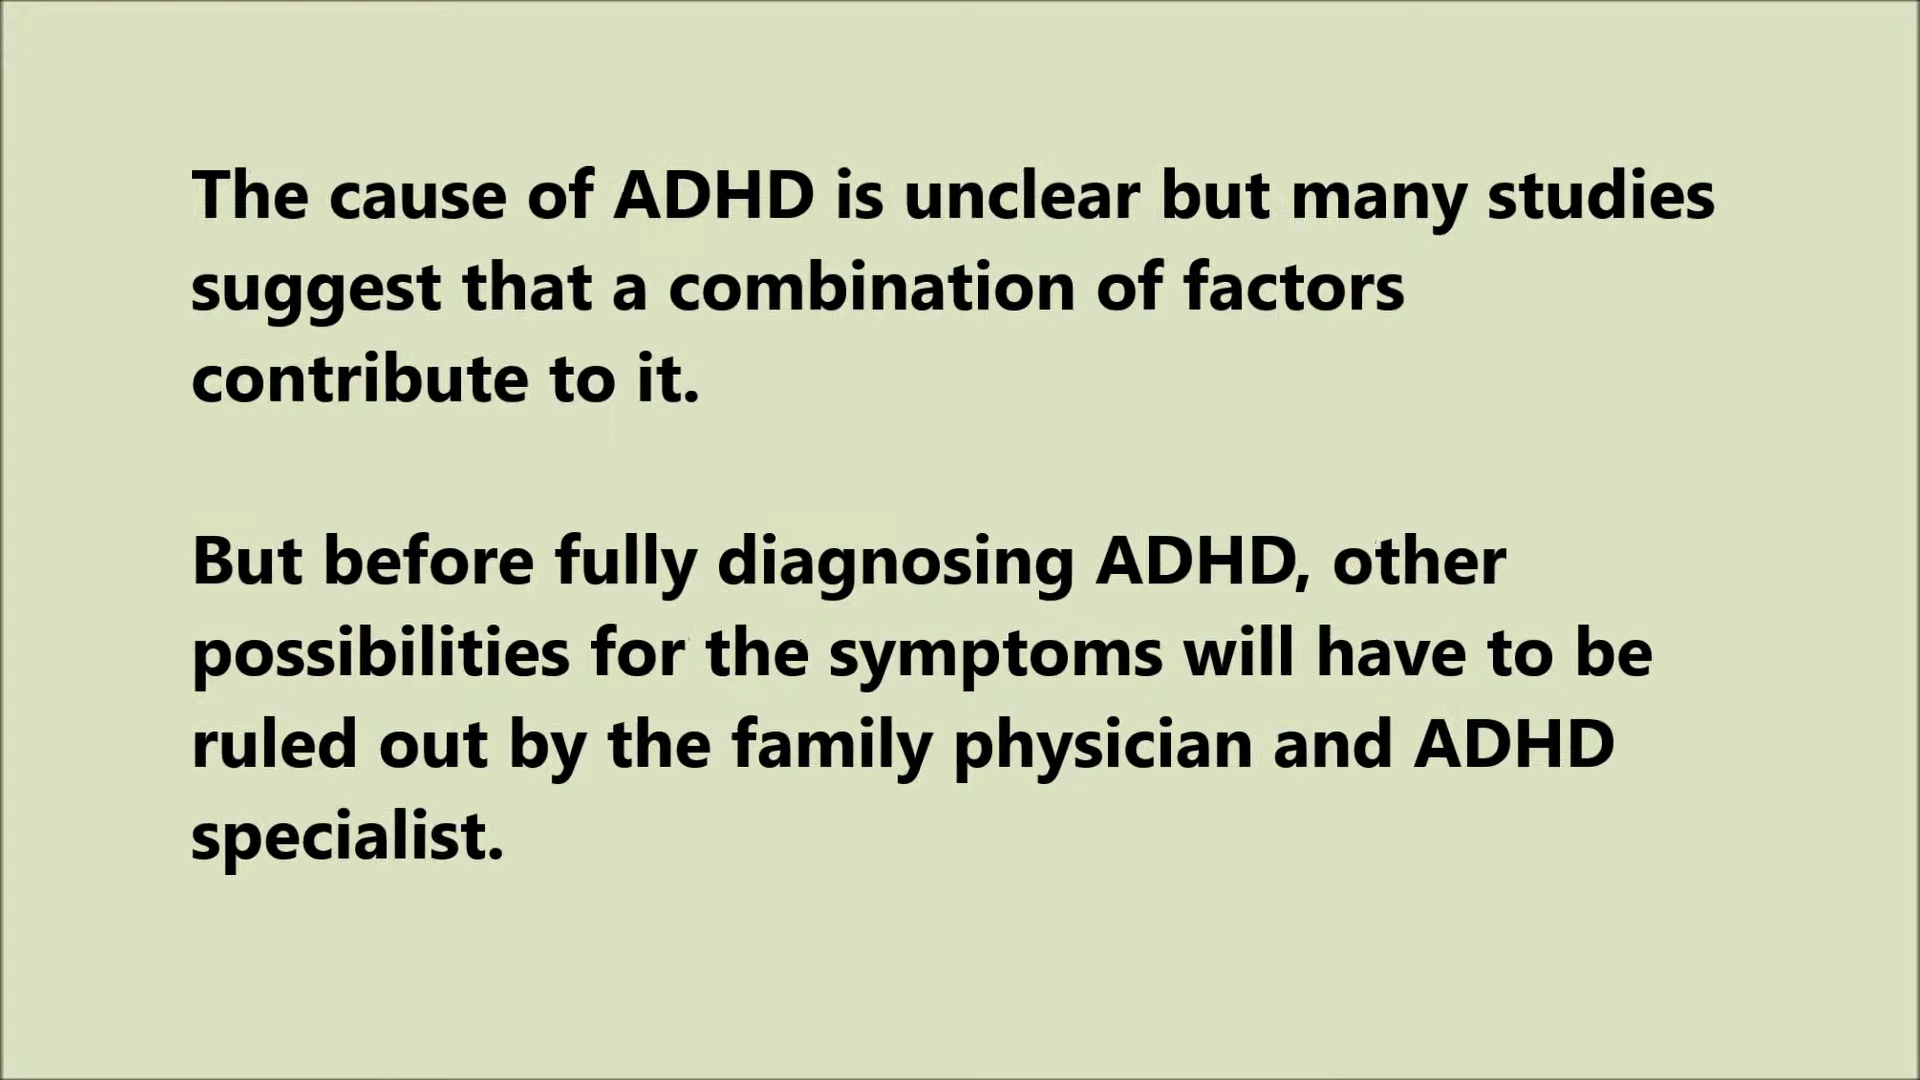 The cause of ADHD is unclear but many studies
suggest that a combination of factors
contribute to it.
But before fully diagnosing ADHD, other
possibilities for the symptoms will have to be
ruled out by the family physician and ADHD
specialist.